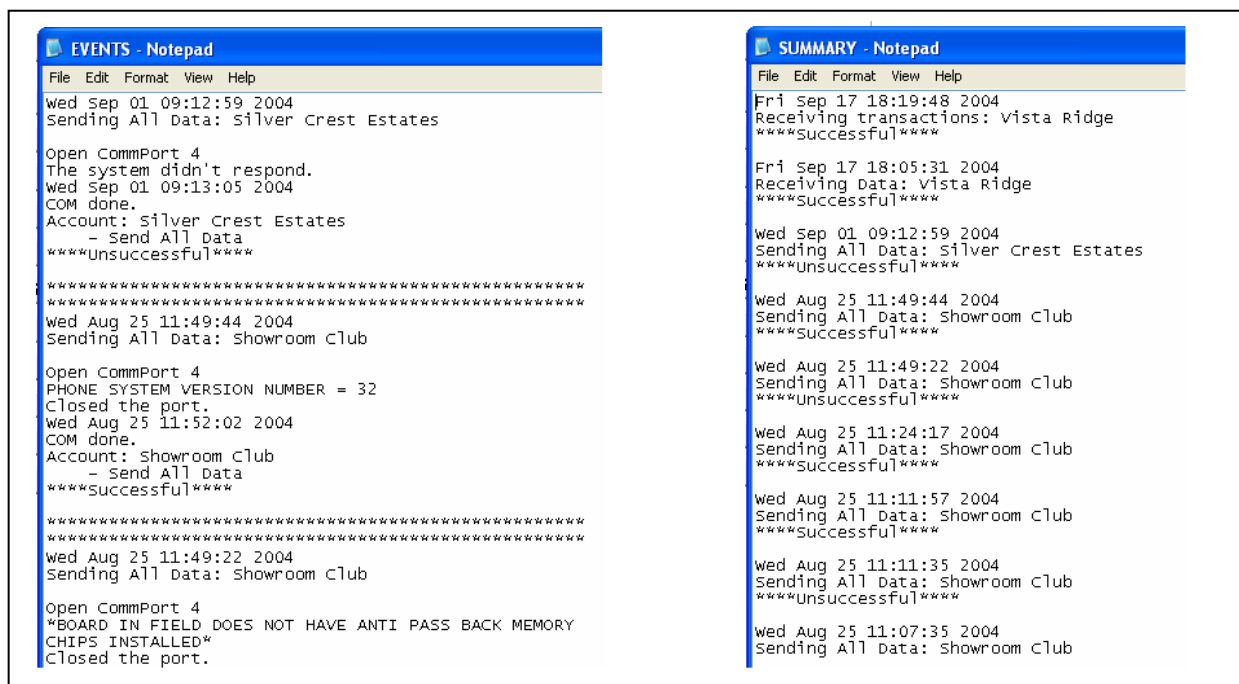 EVENTS - Notepad
File Edit Format View Help
Wed Sep 01 09:12:59 2004
Sending All Data: Silver Crest Estates
Open CommPort 4
The system didn't respond.
Wed Sep 01 09:13:05 2004
COM done.
Account: Silver Crest Estates
- Send All Data
****Unsuccessful****
****************************************************
****************************************************
Wed Aug 25 11:49:44 2004
Sending All Data: Showroom Club
Open CommPort 4
PHONE SYSTEM VERSION NUMBER = 32
Closed the port.
Wed Aug 25 11:52:02 2004
COM done.
Account: Showroom Club
- Send All Data
****Successful****
****************************************************
****************************************************
Wed Aug 25 11:49:22 2004
Sending All Data: Showroom Club
Open CommPort 4
*BOARD IN FIELD DOES NOT HAVE ANTI PASS BACK MEMORY
CHIPS INSTALLED*
Closed the port.
SUMMARY - Notepad
File Edit Format View Help
Fri Sep 17 18:19:48 2004
Receiving transactions: Vista Ridge
****Successful****
Fri Sep 17 18:05:31 2004
Receiving Data: Vista Ridge
****Successful****
Wed Sep 01 09:12:59 2004
Sending All Data: Silver Crest Estates
****Unsuccessful****
Wed Aug 25 11:49:44 2004
Sending All Data: Showroom Club
****Successful****
Wed Aug 25 11:49:22 2004
Sending All Data: Showroom Club
****Unsuccessful****
Wed Aug 25 11:24:17 2004
Sending All Data: Showroom Club
****Successful****
Wed Aug 25 11:11:57 2004
Sending All Data: Showroom Club
****Successful****
Wed Aug 25 11:11:35 2004
Sending All Data: Showroom Club
****Unsuccessful****
Wed Aug 25 11:07:35 2004
Sending All Data: Showroom Club